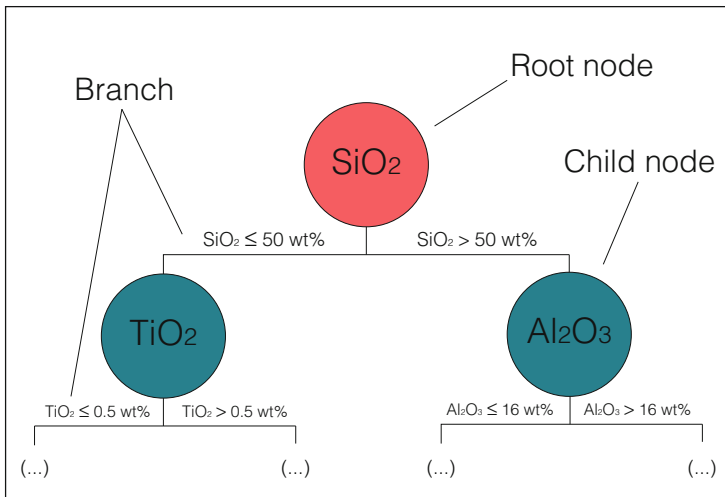 Root node
Branch
Child node
SiO₂
SiO₂ ≤ 50 wt%
SiO₂ > 50 wt%
TiO₂
Al₂O₃
TiO₂ ≤ 0.5 wt%
TiO₂ > 0.5 wt%
Al₂O₃ ≤ 16 wt%
Al₂O₃ > 16 wt%
(...)
(...)
(...)
(...)